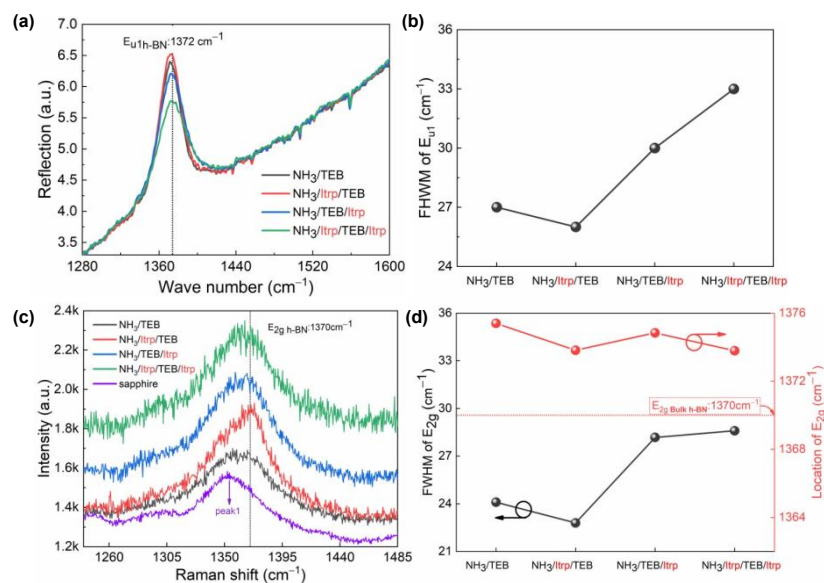 (a)
7.0
6.5
6.0
5.5
5.0
4.5
4.0
3.5
Reflection (a.u.)
Eu1h-BN:1372 cm⁻¹
NH₃/TEB
NH₃/Itrp/TEB
NH₃/TEB/Itrp
NH₃/Itrp/TEB/Itrp
1280 1360 1440 1520 1600
Wave number (cm⁻¹)
(b)
36
33
30
27
24
FHWM of Eu1 (cm⁻¹)
NH₃/TEB NH₃/Itrp/TEB NH₃/TEB/Itrp NH₃/Itrp/TEB/Itrp
(c)
2.4k
2.2k
2.0k
1.8k
1.6k
1.4k
1.2k
Intensity (a.u.)
NH₃/TEB
NH₃/Itrp/TEB
NH₃/TEB/Itrp
NH₃/Itrp/TEB/Itrp
sapphire
E2g h-BN:1370cm⁻¹
peak1
1260 1305 1350 1395 1440 1485
Raman shift (cm⁻¹)
(d)
36
33
30
27
24
21
FWHM of E2g (cm⁻¹)
E2g Bulk h-BN:1370cm⁻¹
1376
1372
1368
1364
Location of E2g (cm⁻¹)
NH₃/TEB NH₃/Itrp/TEB NH₃/TEB/Itrp NH₃/Itrp/TEB/Itrp